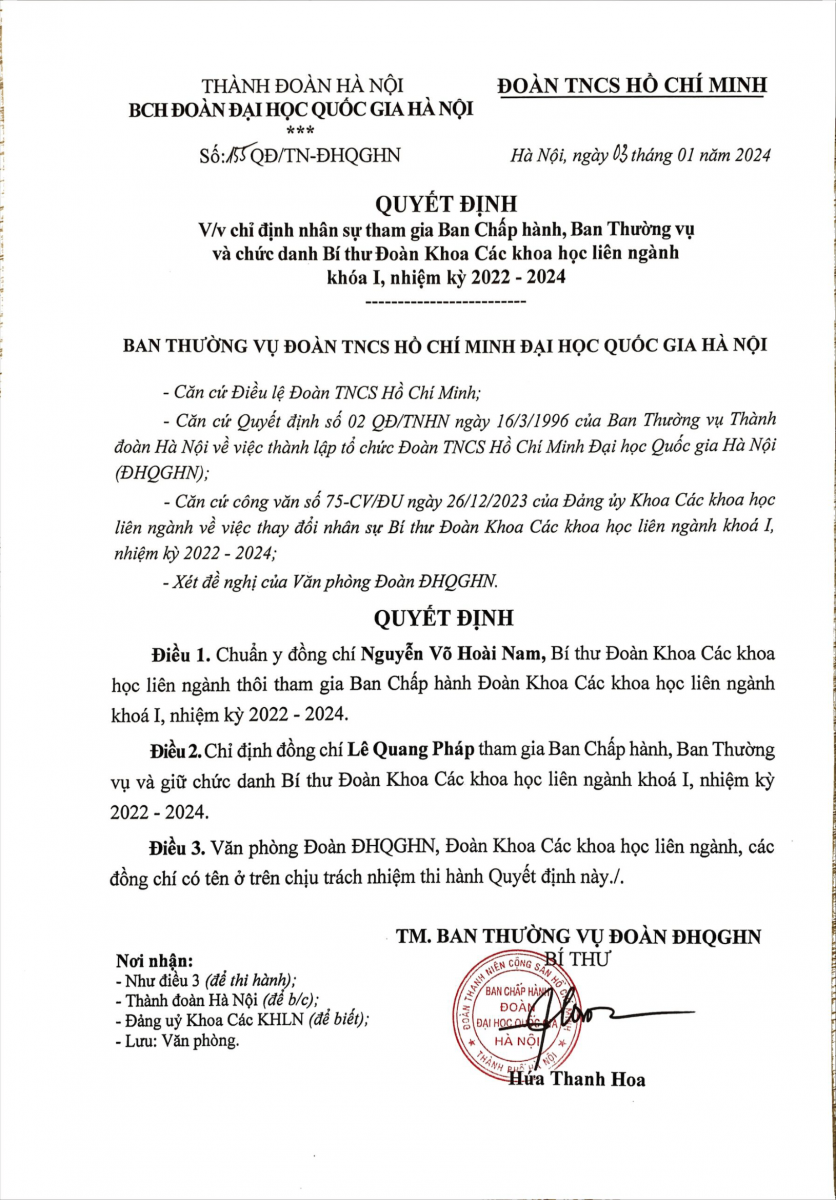 THÀNH ĐOÀN HÀ NỘI
BCH ĐOÀN ĐẠI HỌC QUỐC GIA HÀ NỘI
***
Số:155QĐ/TN-ĐHQGHN
ĐOÀN TNCS HỒ CHÍ MINH
Hà Nội, ngày 03 tháng 01 năm 2024
QUYẾT ĐỊNH
V/v chỉ định nhân sự tham gia Ban Chấp hành, Ban Thường vụ
và chức danh Bí thư Đoàn Khoa Các khoa học liên ngành
khóa I, nhiệm kỳ 2022 - 2024
-------------------------
BAN THƯỜNG VỤ ĐOÀN TNCS HỒ CHÍ MINH ĐẠI HỌC QUỐC GIA HÀ NỘI
- Căn cứ Điều lệ Đoàn TNCS Hồ Chí Minh;
- Căn cứ Quyết định số 02 QĐ/TNHN ngày 16/3/1996 của Ban Thường vụ Thành
đoàn Hà Nội về việc thành lập tổ chức Đoàn TNCS Hồ Chí Minh Đại học Quốc gia Hà Nội
(ĐHQGHN);
- Căn cứ công văn số 75-CV/ĐU ngày 26/12/2023 của Đảng ủy Khoa Các khoa học
liên ngành về việc thay đổi nhân sự Bí thư Đoàn Khoa Các khoa học liên ngành khoá I,
nhiệm kỳ 2022 - 2024;
- Xét đề nghị của Văn phòng Đoàn ĐHQGHN.
QUYẾT ĐỊNH
Điều 1. Chuẩn y đồng chí Nguyễn Võ Hoài Nam, Bí thư Đoàn Khoa Các khoa
học liên ngành thôi tham gia Ban Chấp hành Đoàn Khoa Các khoa học liên ngành
khoá I, nhiệm kỳ 2022 - 2024.
Điều 2. Chỉ định đồng chí Lê Quang Pháp tham gia Ban Chấp hành, Ban Thường
vụ và giữ chức danh Bí thư Đoàn Khoa Các khoa học liên ngành khoá I, nhiệm kỳ
2022 - 2024.
Điều 3. Văn phòng Đoàn ĐHQGHN, Đoàn Khoa Các khoa học liên ngành, các
đồng chí có tên ở trên chịu trách nhiệm thi hành Quyết định này./.
Nơi nhận:
- Như điều 3 (để thi hành);
- Thành đoàn Hà Nội (để b/c);
- Đảng uỷ Khoa Các KHLN (để biết);
- Lưu: Văn phòng.
TM. BAN THƯỜNG VỤ ĐOÀN ĐHQGHN
BÍ THƯ
ĐOÀN THANH NIÊN CỘNG SẢN HỒ CHÍ MINH
BAN CHẤP HÀNH
ĐOÀN
ĐẠI HỌC QUỐC GIA
HÀ NỘI
THÀNH PHỐ HÀ NỘI
Hứa Thanh Hoa